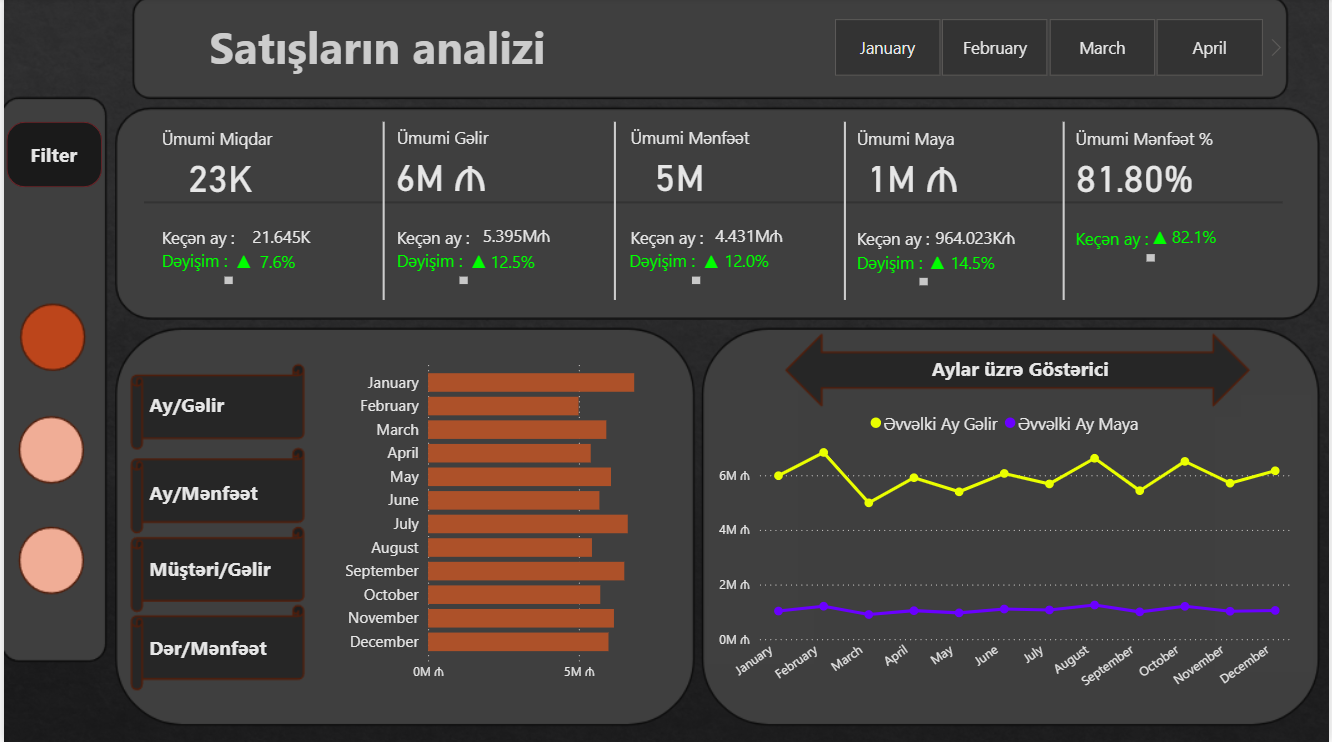 Satışların analizi
January
February
March
April
Filter
Ümumi Miqdar
23K
Keçən ay : 21.645K
Dəyişim : ▲ 7.6%
Ümumi Gəlir
6M ₼
Keçən ay : 5.395M₼
Dəyişim : ▲ 12.5%
Ümumi Mənfəət
5M
Keçən ay : 4.431M₼
Dəyişim : ▲ 12.0%
Ümumi Maya
1M ₼
Keçən ay : 964.023K₼
Dəyişim : ▲ 14.5%
Ümumi Mənfəət %
81.80%
Keçən ay : ▲ 82.1%
Ay/Gəlir
Ay/Mənfəət
Müştəri/Gəlir
Dər/Mənfəət
January
February
March
April
May
June
July
August
September
October
November
December
0M ₼
5M ₼
Aylar üzrə Göstərici
Əvvəlki Ay Gəlir
Əvvəlki Ay Maya
6M ₼
4M ₼
2M ₼
0M ₼
January
February
March
April
May
June
July
August
September
October
November
December